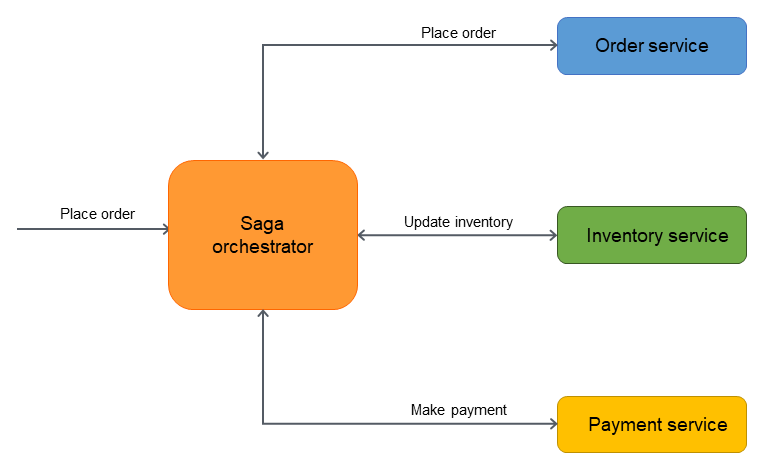 Place order
Order service
Place order
Saga
orchestrator
Update inventory
Inventory service
Make payment
Payment service